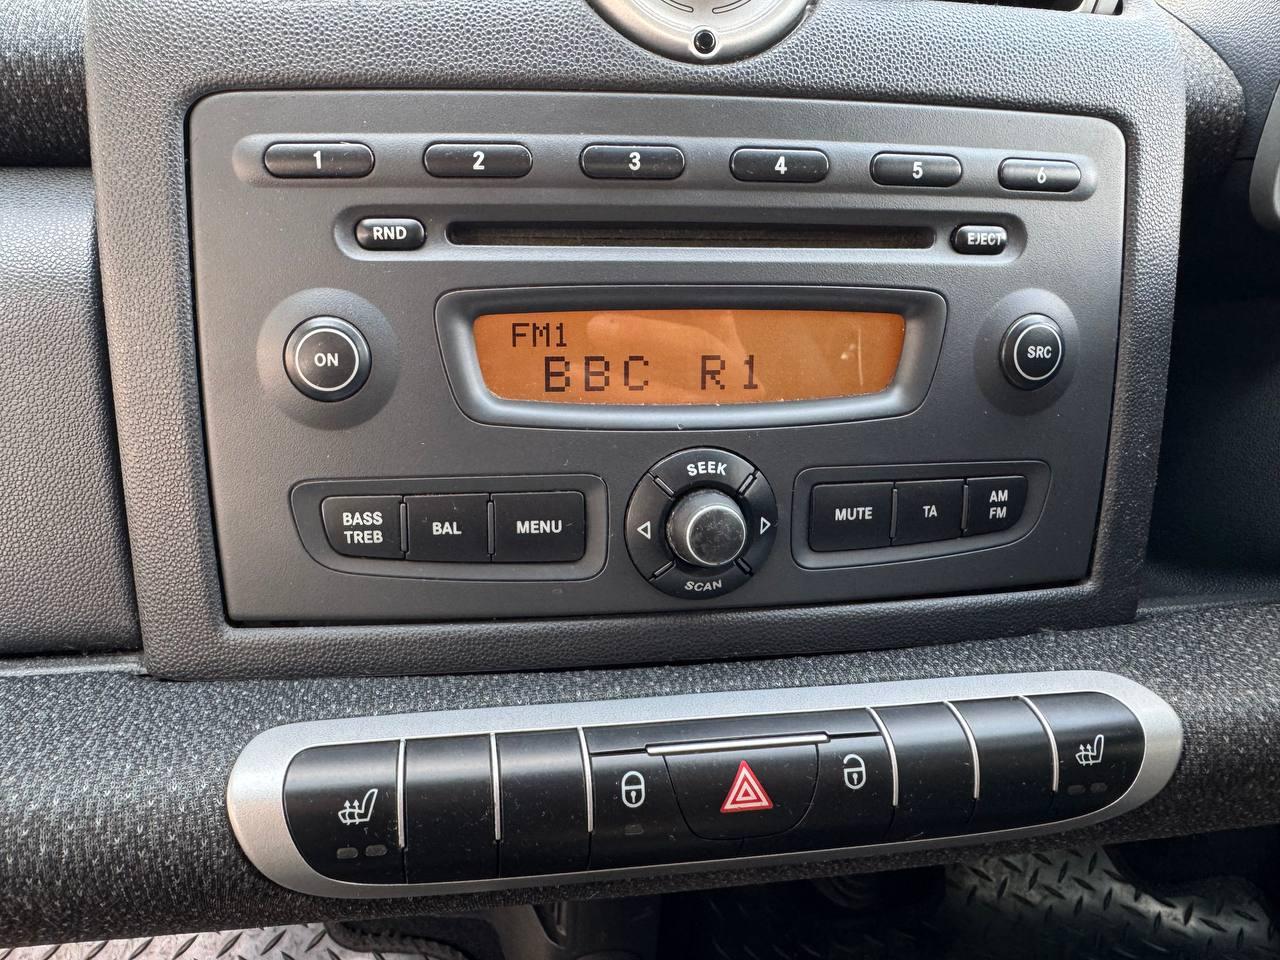 1 2 3 4 5 6
RND EJECT
FM1
BBC R1
ON SRC
SEEK
BASS
TREB
BAL
MENU
MUTE
TA
AM
FM
SCAN